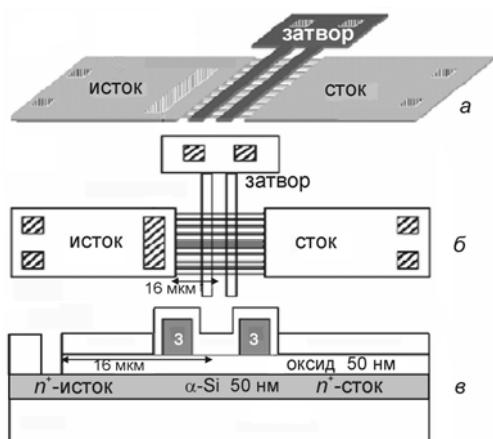 затвор
исток
сток
а
затвор
исток
сток
б
16 мкм
З
З
16 мкм
оксид 50 нм
n⁺-исток
α-Si 50 нм
n⁺-сток
в